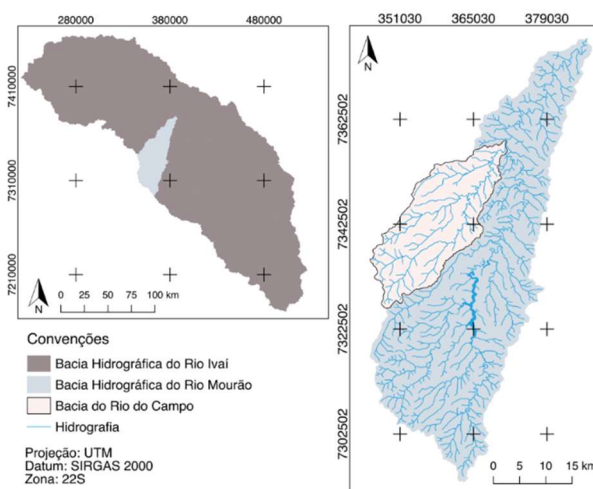 280000 380000 480000
7410000
7310000
7210000
N
0 25 50 75 100 km
Convenções
Bacia Hidrográfica do Rio Ivaí
Bacia Hidrográfica do Rio Mourão
Bacia do Rio do Campo
Hidrografia
Projeção: UTM
Datum: SIRGAS 2000
Zona: 22S
351030 365030 379030
N
7362502
7342502
7322502
7302502
0 5 10 15 km